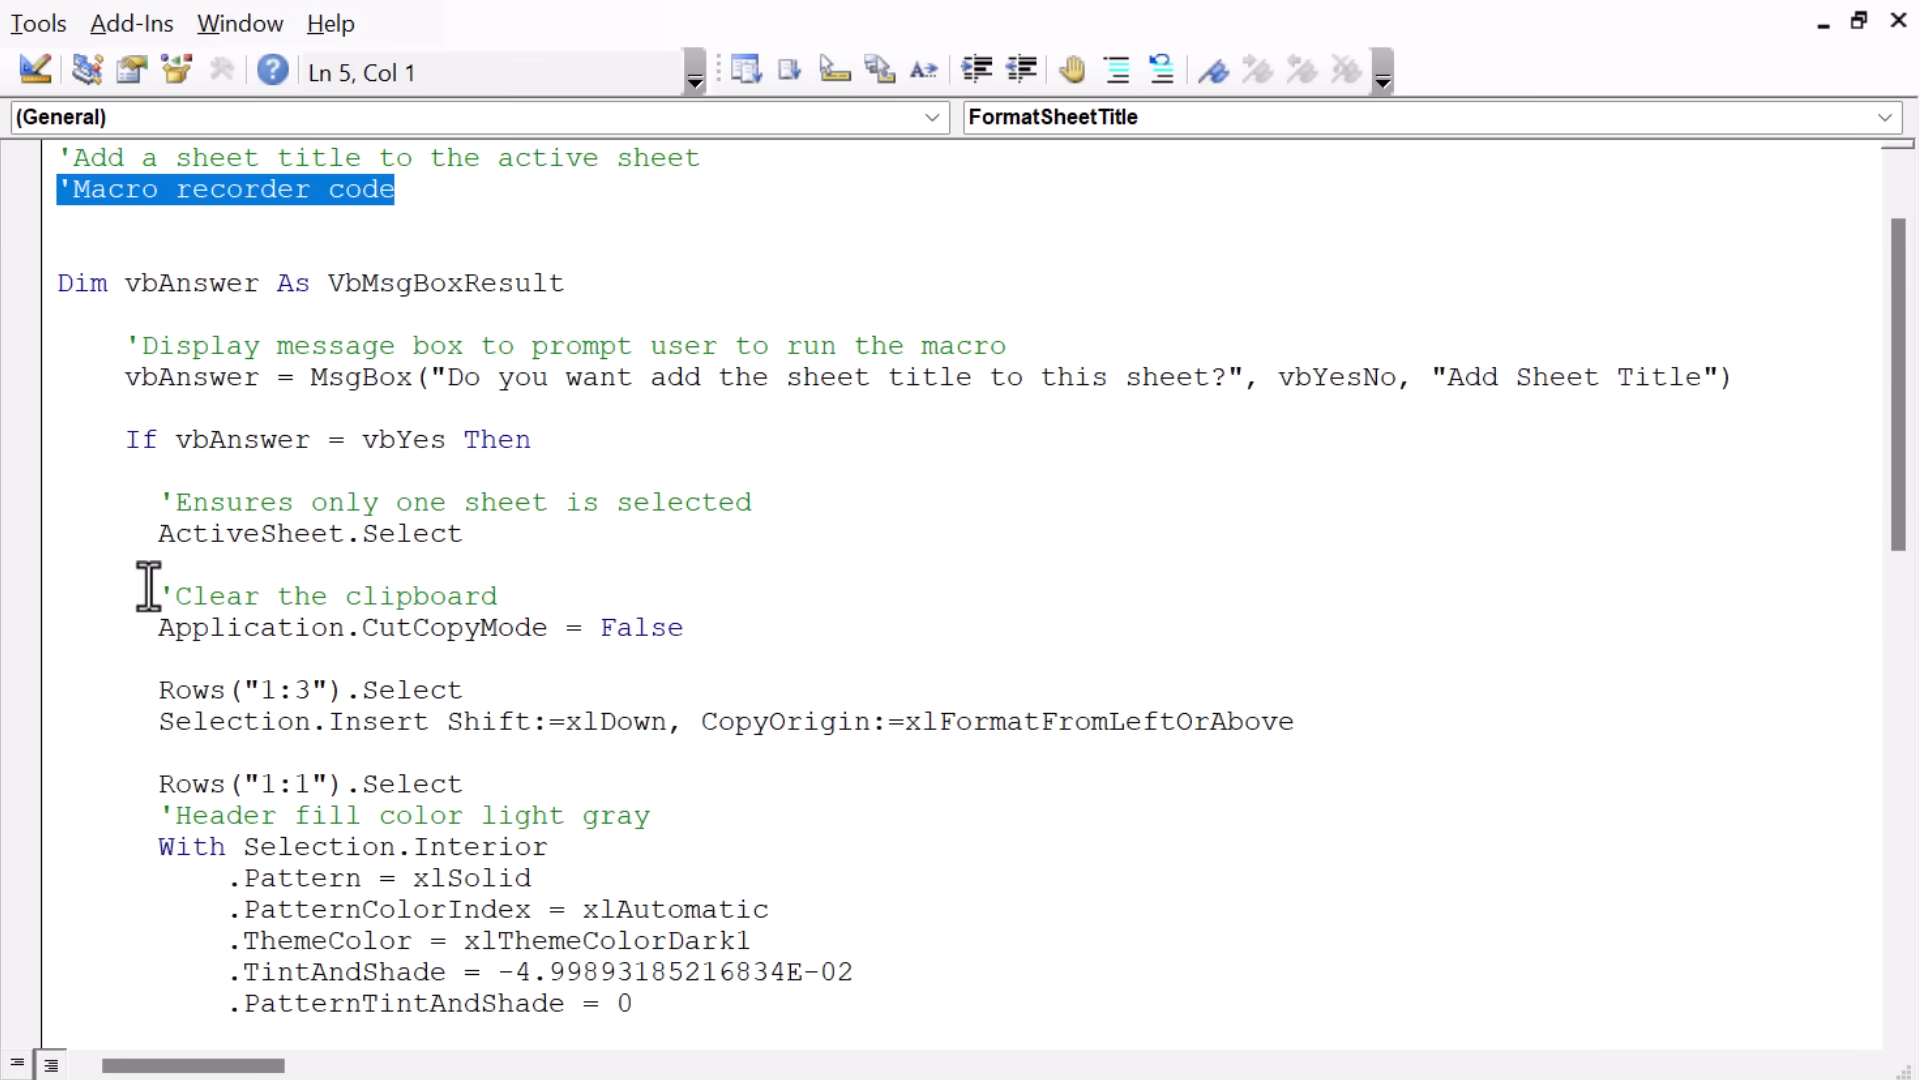 Tools Add-Ins Window Help
Ln 5, Col 1
(General) FormatSheetTitle
'Add a sheet title to the active sheet
'Macro recorder code
Dim vbAnswer As VbMsgBoxResult
'Display message box to prompt user to run the macro
vbAnswer = MsgBox("Do you want add the sheet title to this sheet?", vbYesNo, "Add Sheet Title")
If vbAnswer = vbYes Then
'Ensures only one sheet is selected
ActiveSheet.Select
'Clear the clipboard
Application.CutCopyMode = False
Rows("1:3").Select
Selection.Insert Shift:=xlDown, CopyOrigin:=xlFormatFromLeftOrAbove
Rows("1:1").Select
'Header fill color light gray
With Selection.Interior
.Pattern = xlSolid
.PatternColorIndex = xlAutomatic
.ThemeColor = xlThemeColorDark1
.TintAndShade = -4.99893185216834E-02
.PatternTintAndShade = 0